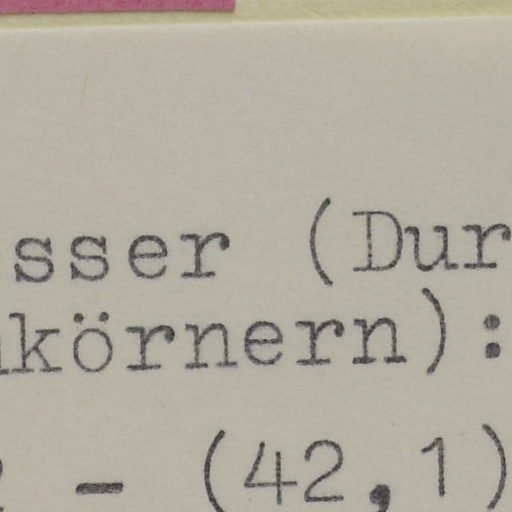 sser (Dur
körnern):
- (42,1)